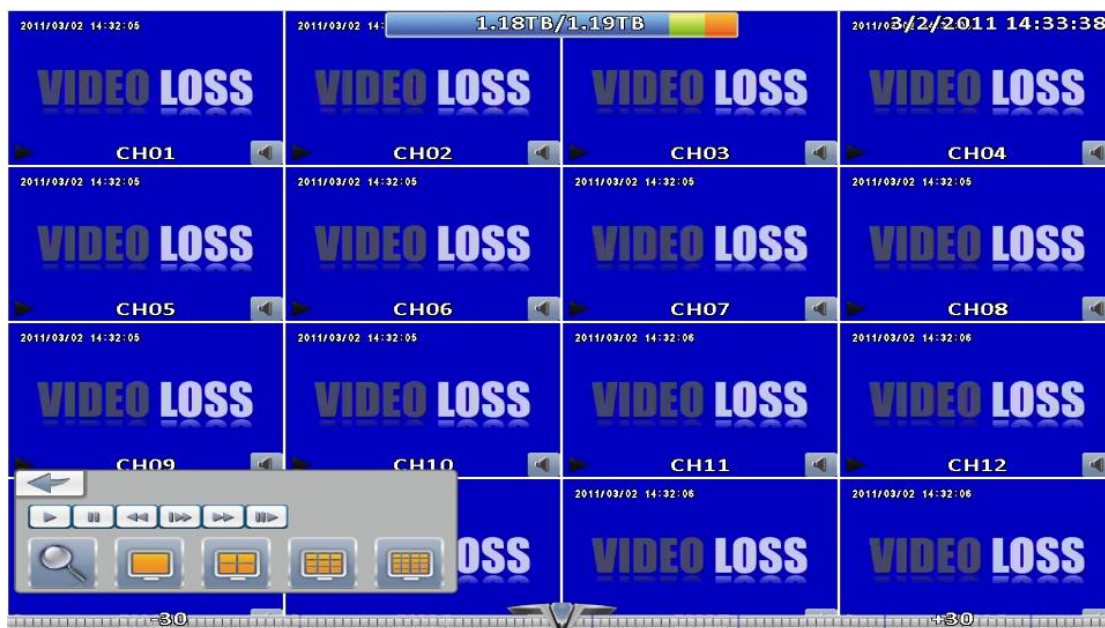 1.18TB/1.19TB
3/2/2011 14:33:38
2011/03/02 14:32:05
2011/03/02 14:
2011/
VIDEO LOSS
VIDEO LOSS
VIDEO LOSS
VIDEO LOSS
CH01
CH02
CH03
CH04
2011/03/02 14:32:05
2011/03/02 14:32:05
2011/03/02 14:32:05
2011/03/02 14:32:05
VIDEO LOSS
VIDEO LOSS
VIDEO LOSS
VIDEO LOSS
CH05
CH06
CH07
CH08
2011/03/02 14:32:05
2011/03/02 14:32:05
2011/03/02 14:32:06
2011/03/02 14:32:06
VIDEO LOSS
VIDEO LOSS
VIDEO LOSS
VIDEO LOSS
CH09
CH10
CH11
CH12
2011/03/02 14:32:06
2011/03/02 14:32:06
OSS
VIDEO LOSS
VIDEO LOSS
-30
+30